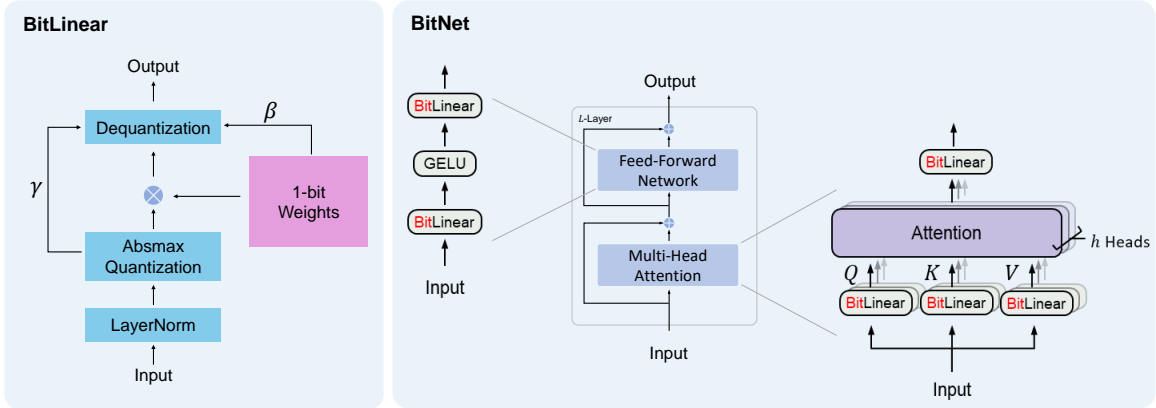 BitLinear
Output
Dequantization
β
γ
1-bit
Weights
Absmax
Quantization
LayerNorm
Input
BitNet
BitLinear
GELU
BitLinear
Input
Output
L-Layer
Feed-Forward
Network
Multi-Head
Attention
Input
BitLinear
Attention
h Heads
Q
K
V
BitLinear
BitLinear
BitLinear
Input